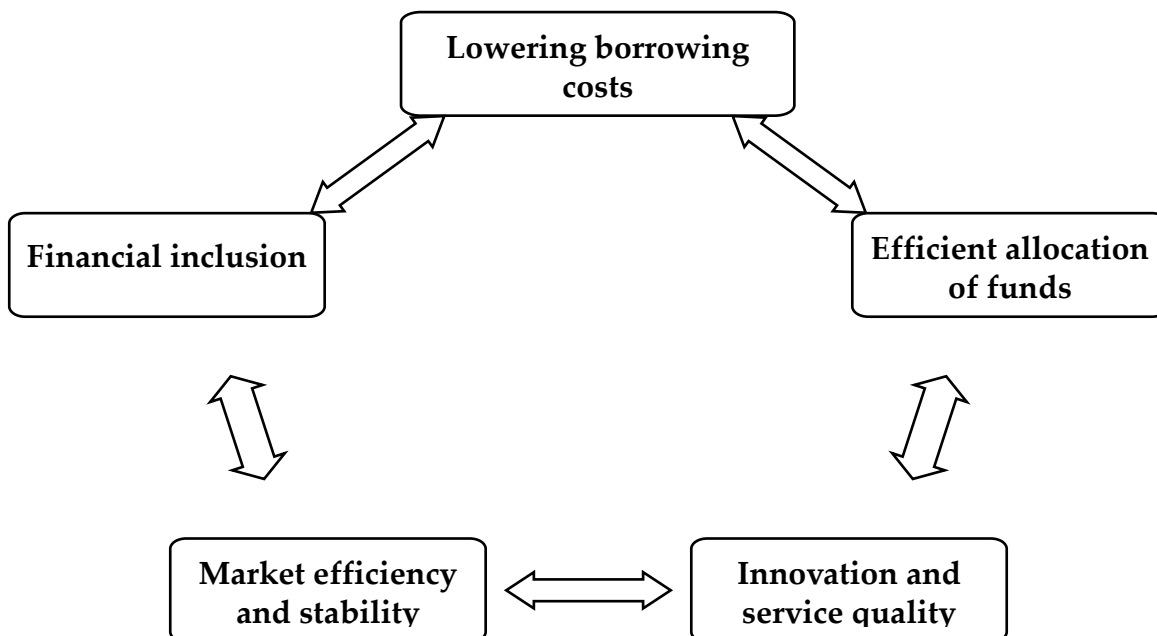 Lowering borrowing
costs
Financial inclusion
Efficient allocation
of funds
Market efficiency
and stability
Innovation and
service quality